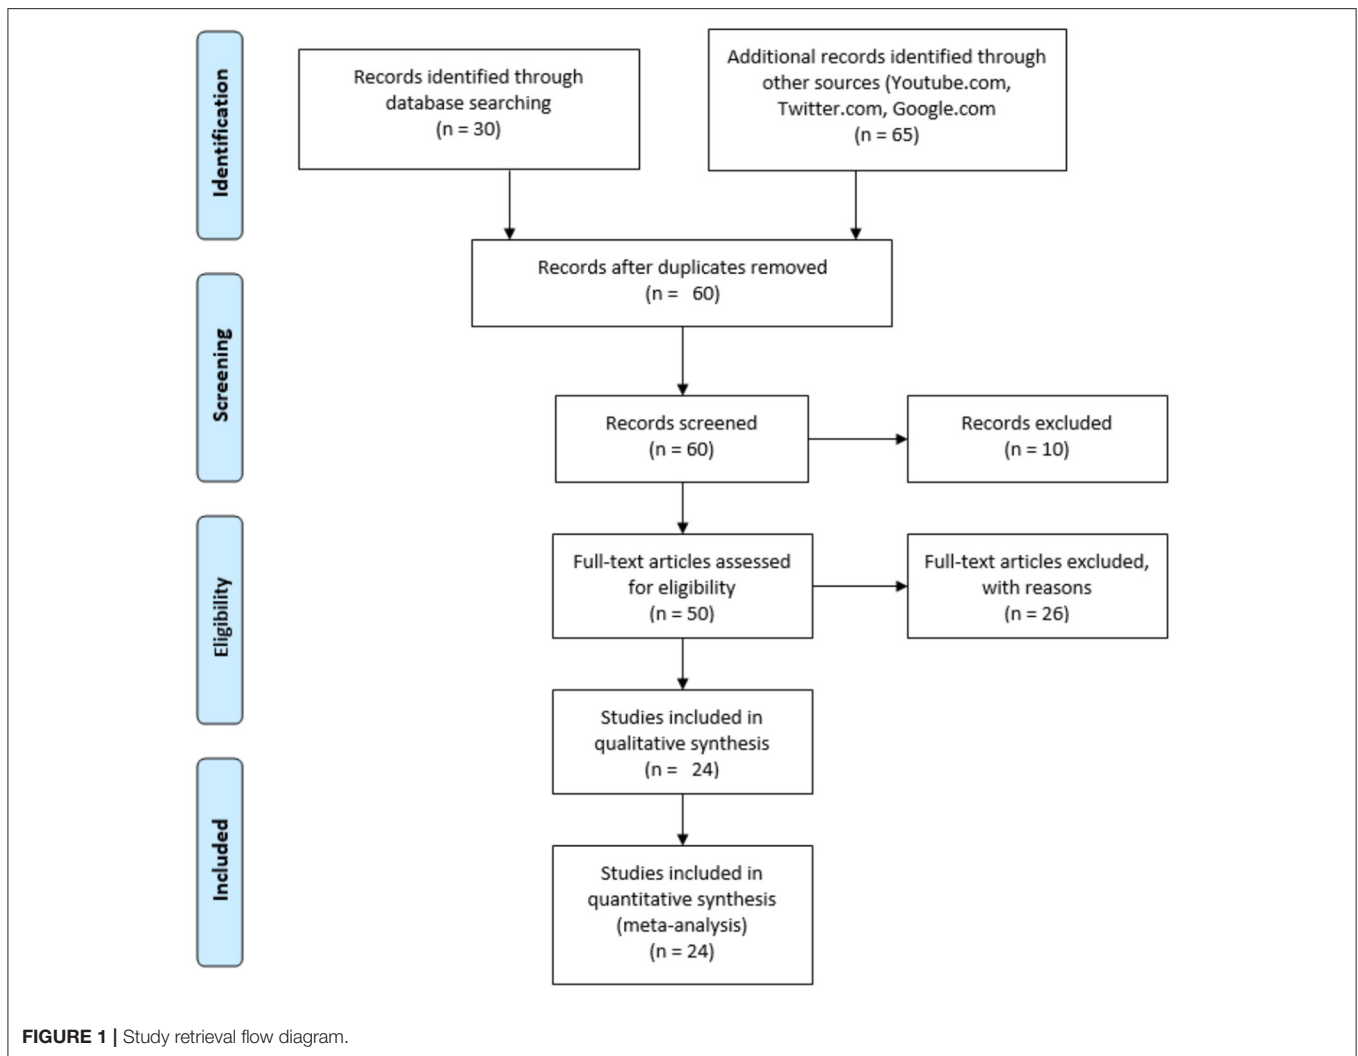 Identification
Records identified through
database searching
(n = 30)
Additional records identified through
other sources (Youtube.com,
Twitter.com, Google.com
(n = 65)
Records after duplicates removed
(n =   60)
Screening
Records screened
(n = 60)
Records excluded
(n = 10)
Eligibility
Full-text articles assessed
for eligibility
(n = 50)
Full-text articles excluded,
with reasons
(n = 26)
Studies included in
qualitative synthesis
(n =   24)
Included
Studies included in
quantitative synthesis
(meta-analysis)
(n = 24)
FIGURE 1 | Study retrieval flow diagram.